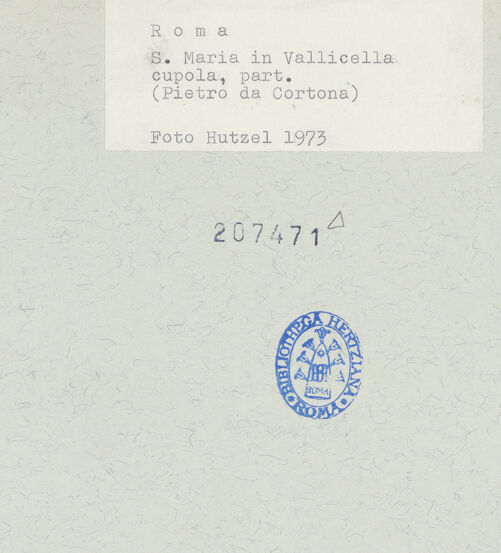 R o m a
S. Maria in Vallicella
cupola, part.
(Pietro da Cortona)
Foto Hutzel 1973
207471
BIBLIOTHECA HERTZIANA
ROMA